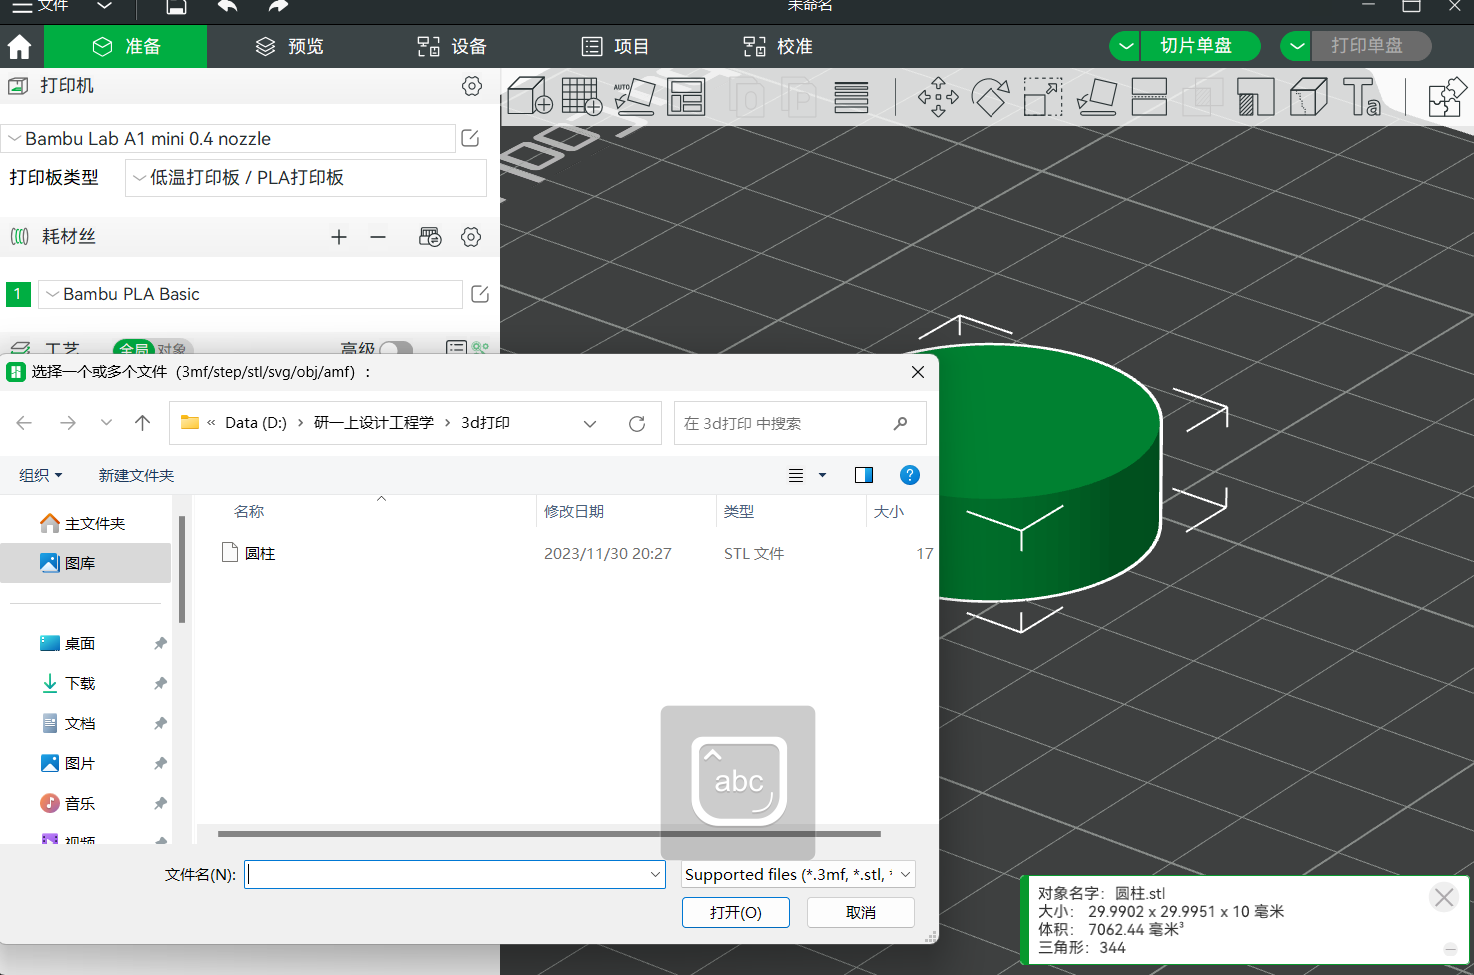 文件
未命名
准备
预览
设备
项目
校准
切片单盘
打印单盘
打印机
Bambu Lab A1 mini 0.4 nozzle
打印板类型
低温打印板 / PLA打印板
耗材丝
1
Bambu PLA Basic
工艺
全局
对象
高级
AUTO
Ta
选择一个或多个文件（3mf/step/stl/svg/obj/amf）：
« Data (D:) › 研一上设计工程学 › 3d打印
在 3d打印 中搜索
组织
新建文件夹
?
主文件夹
图库
桌面
下载
文档
图片
音乐
视频
名称
修改日期
类型
大小
圆柱
2023/11/30 20:27
STL 文件
17
abc
文件名(N):
Supported files (*.3mf, *.stl, *
打开(O)
取消
对象名字：圆柱.stl
大小： 29.9902 x 29.9951 x 10 毫米
体积： 7062.44 毫米³
三角形：344